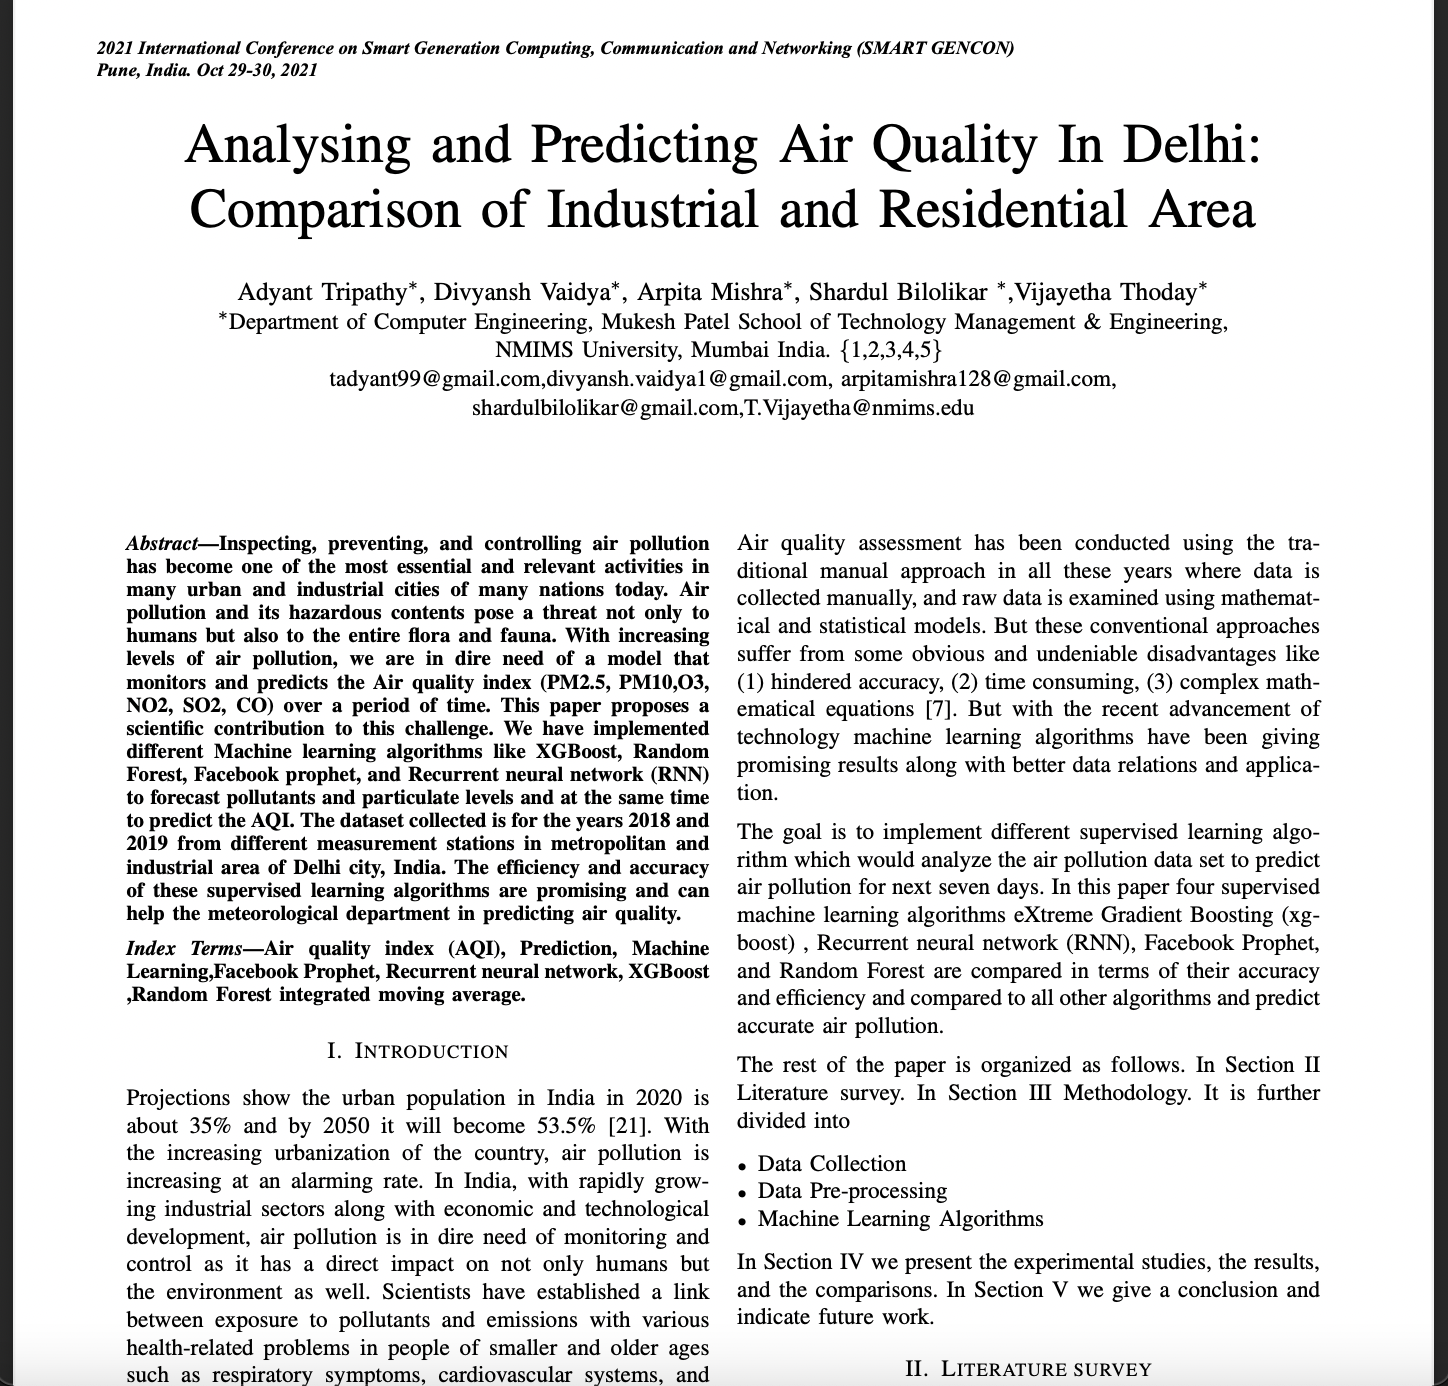 2021 International Conference on Smart Generation Computing, Communication and Networking (SMART GENCON)
Pune, India. Oct 29-30, 2021
Analysing and Predicting Air Quality In Delhi:
Comparison of Industrial and Residential Area
Adyant Tripathy*, Divyansh Vaidya*, Arpita Mishra*, Shardul Bilolikar *,Vijayetha Thoday*
*Department of Computer Engineering, Mukesh Patel School of Technology Management & Engineering,
NMIMS University, Mumbai India. {1,2,3,4,5}
tadyant99@gmail.com,divyansh.vaidya1@gmail.com, arpitamishra128@gmail.com,
shardulbilolikar@gmail.com,T.Vijayetha@nmims.edu
Abstract—Inspecting, preventing, and controlling air pollution
has become one of the most essential and relevant activities in
many urban and industrial cities of many nations today. Air
pollution and its hazardous contents pose a threat not only to
humans but also to the entire flora and fauna. With increasing
levels of air pollution, we are in dire need of a model that
monitors and predicts the Air quality index (PM2.5, PM10,O3,
NO2, SO2, CO) over a period of time. This paper proposes a
scientific contribution to this challenge. We have implemented
different Machine learning algorithms like XGBoost, Random
Forest, Facebook prophet, and Recurrent neural network (RNN)
to forecast pollutants and particulate levels and at the same time
to predict the AQI. The dataset collected is for the years 2018 and
2019 from different measurement stations in metropolitan and
industrial area of Delhi city, India. The efficiency and accuracy
of these supervised learning algorithms are promising and can
help the meteorological department in predicting air quality.
Index Terms—Air quality index (AQI), Prediction, Machine
Learning,Facebook Prophet, Recurrent neural network, XGBoost
,Random Forest integrated moving average.
I. INTRODUCTION
Projections show the urban population in India in 2020 is
about 35% and by 2050 it will become 53.5% [21]. With
the increasing urbanization of the country, air pollution is
increasing at an alarming rate. In India, with rapidly grow-
ing industrial sectors along with economic and technological
development, air pollution is in dire need of monitoring and
control as it has a direct impact on not only humans but
the environment as well. Scientists have established a link
between exposure to pollutants and emissions with various
health-related problems in people of smaller and older ages
such as respiratory symptoms, cardiovascular systems, and
Air quality assessment has been conducted using the tra-
ditional manual approach in all these years where data is
collected manually, and raw data is examined using mathemat-
ical and statistical models. But these conventional approaches
suffer from some obvious and undeniable disadvantages like
(1) hindered accuracy, (2) time consuming, (3) complex math-
ematical equations [7]. But with the recent advancement of
technology machine learning algorithms have been giving
promising results along with better data relations and applica-
tion.
The goal is to implement different supervised learning algo-
rithm which would analyze the air pollution data set to predict
air pollution for next seven days. In this paper four supervised
machine learning algorithms eXtreme Gradient Boosting (xg-
boost) , Recurrent neural network (RNN), Facebook Prophet,
and Random Forest are compared in terms of their accuracy
and efficiency and compared to all other algorithms and predict
accurate air pollution.
The rest of the paper is organized as follows. In Section II
Literature survey. In Section III Methodology. It is further
divided into
• Data Collection
• Data Pre-processing
• Machine Learning Algorithms
In Section IV we present the experimental studies, the results,
and the comparisons. In Section V we give a conclusion and
indicate future work.
II. LITERATURE SURVEY